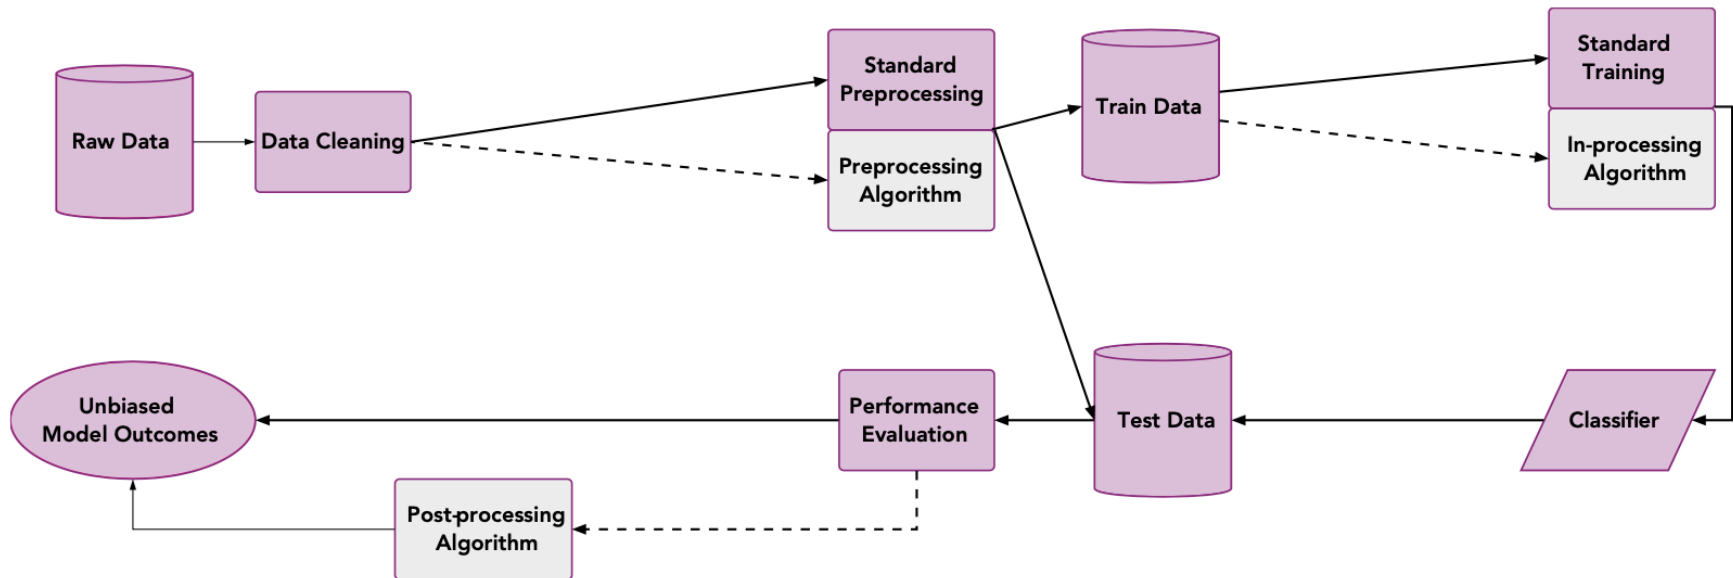 Raw Data
Data Cleaning
Standard
Preprocessing
Preprocessing
Algorithm
Train Data
Standard
Training
In-processing
Algorithm
Classifier
Test Data
Performance
Evaluation
Unbiased
Model Outcomes
Post-processing
Algorithm